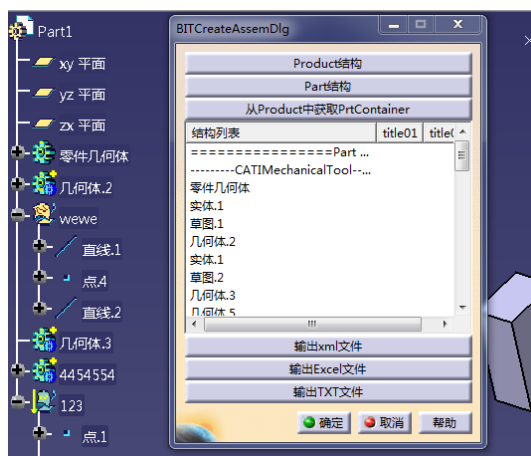 Part1
xy 平面
yz 平面
zx 平面
零件几何体
几何体.2
wewe
直线.1
点.4
直线.2
几何体.3
4454554
123
点.1
BITCreateAssemDlg
Product结构
Part结构
从Product中获取PrtContainer
结构列表 title01 title(
================Part ...
---------CATIMechanicalTool--...
零件几何体
实体.1
草图.1
几何体.2
实体.1
草图.2
几何体.3
几何体.5
输出xml文件
输出Excel文件
输出TXT文件
确定 取消 帮助